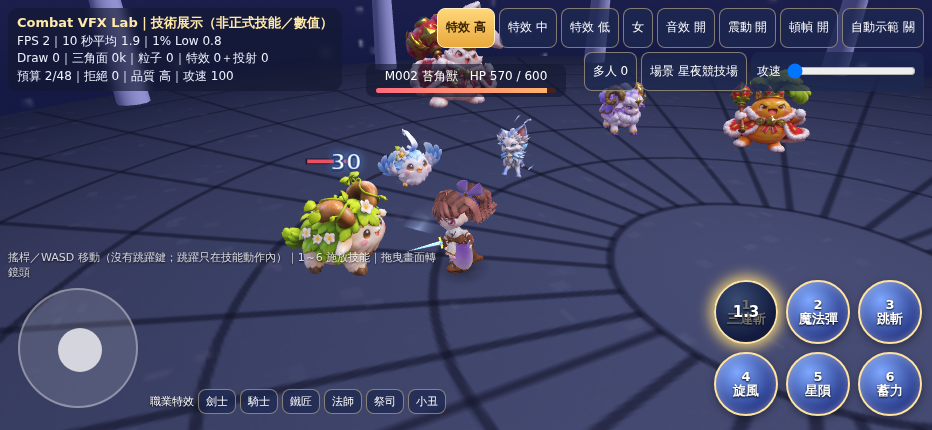 Combat VFX Lab｜技術展示（非正式技能／數值）
FPS 2｜10 秒平均 1.9｜1% Low 0.8
Draw 0｜三角面 0k｜粒子 0｜特效 0＋投射 0
預算 2/48｜拒絕 0｜品質 高｜攻速 100
特效 高
特效 中
特效 低
女
音效 開
震動 開
頓幀 開
自動示範 關
多人 0
場景 星夜競技場
攻速
M002 苔角獸 HP 570 / 600
30
搖桿／WASD 移動（沒有跳躍鍵；跳躍只在技能動作內）｜1~6 施放技能｜拖曳畫面轉
鏡頭
1
1.3
三連斬
2
魔法彈
3
跳斬
4
旋風
5
星隕
6
蓄力
職業特效
劍士
騎士
鐵匠
法師
祭司
小丑